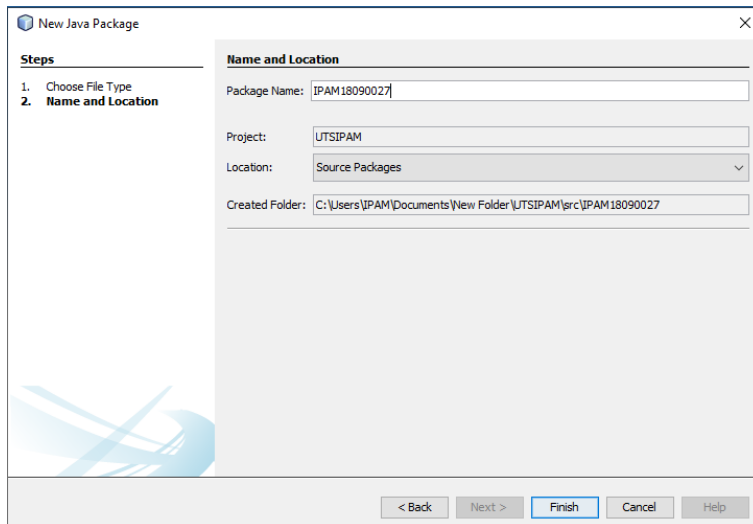 New Java Package
Steps
1. Choose File Type
2. Name and Location
Name and Location
Package Name: IPAM18090027
Project: UTSIPAM
Location: Source Packages
Created Folder: C:\Users\IPAM\Documents\New Folder\UTSIPAM\src\IPAM18090027
< Back Next > Finish Cancel Help